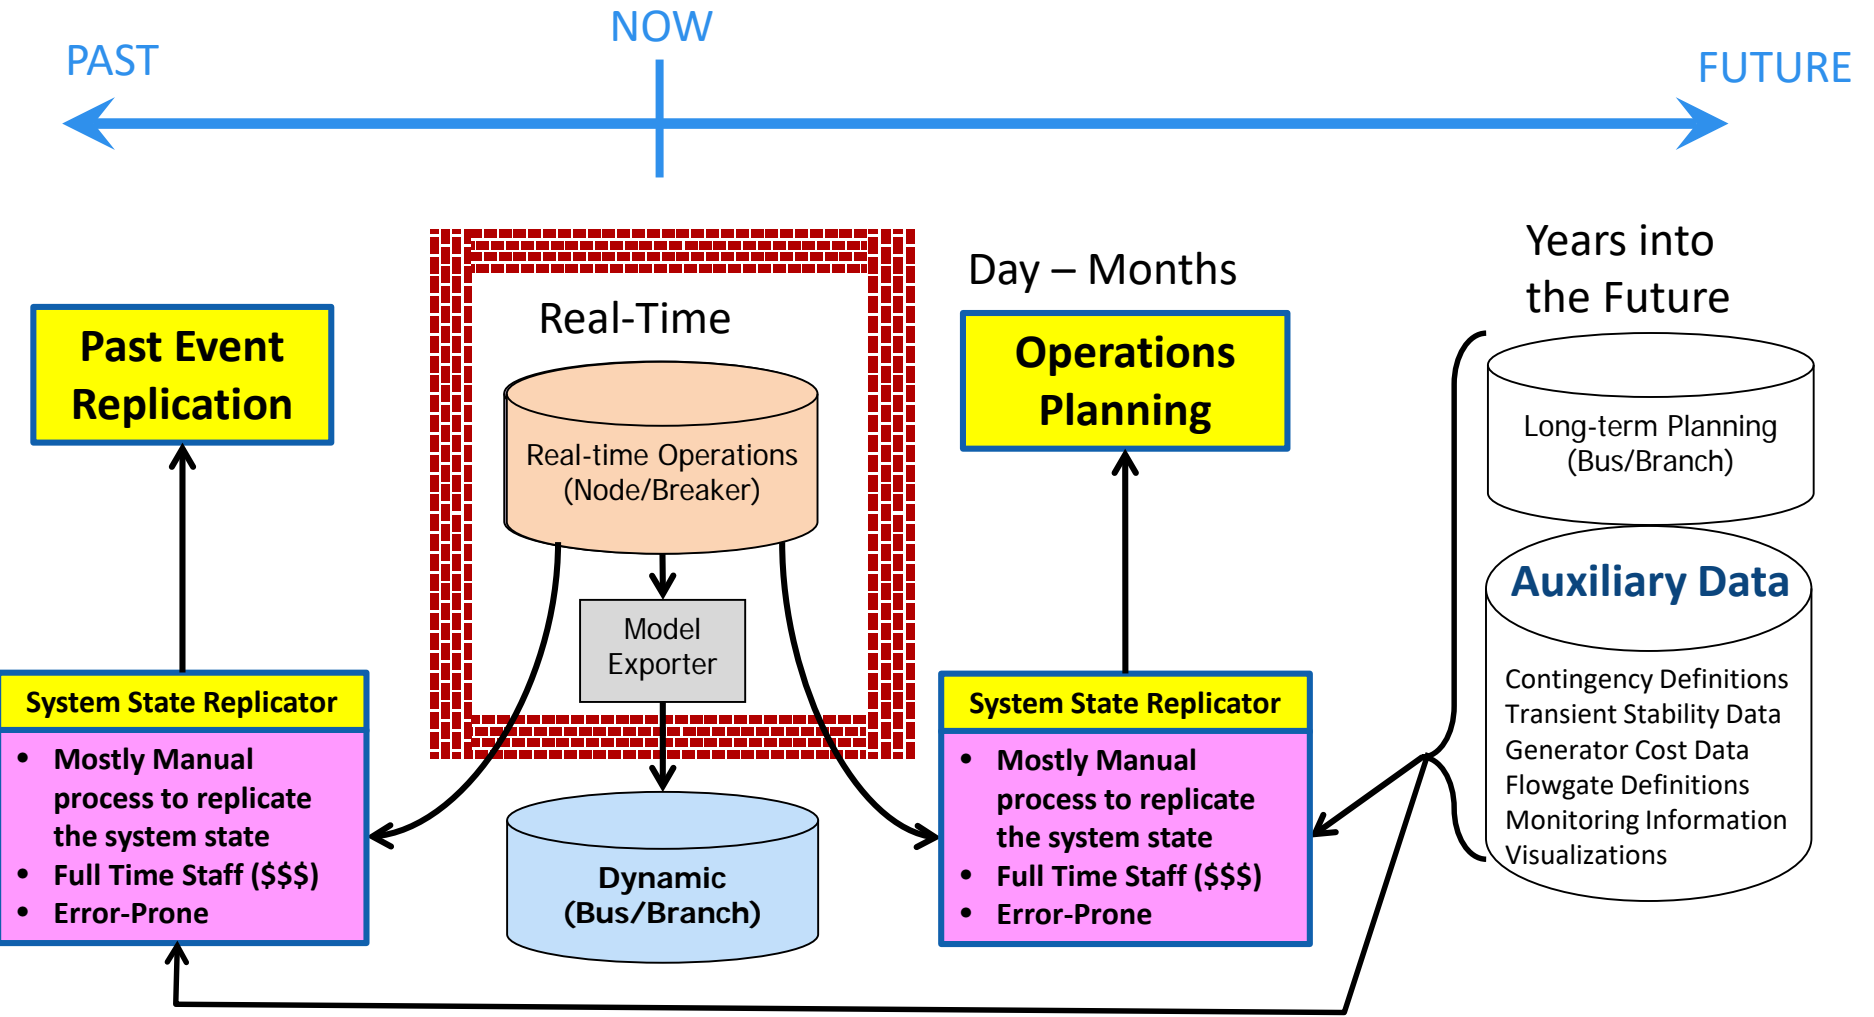 PAST
NOW
FUTURE
Past Event
Replication
Real-Time
Real-time Operations
(Node/Breaker)
Model
Exporter
Dynamic
(Bus/Branch)
Day – Months
Operations
Planning
Years into
the Future
Long-term Planning
(Bus/Branch)
Auxiliary Data
Contingency Definitions
Transient Stability Data
Generator Cost Data
Flowgate Definitions
Monitoring Information
Visualizations
System State Replicator
• Mostly Manual
process to replicate
the system state
• Full Time Staff ($$$)
• Error-Prone
System State Replicator
• Mostly Manual
process to replicate
the system state
• Full Time Staff ($$$)
• Error-Prone